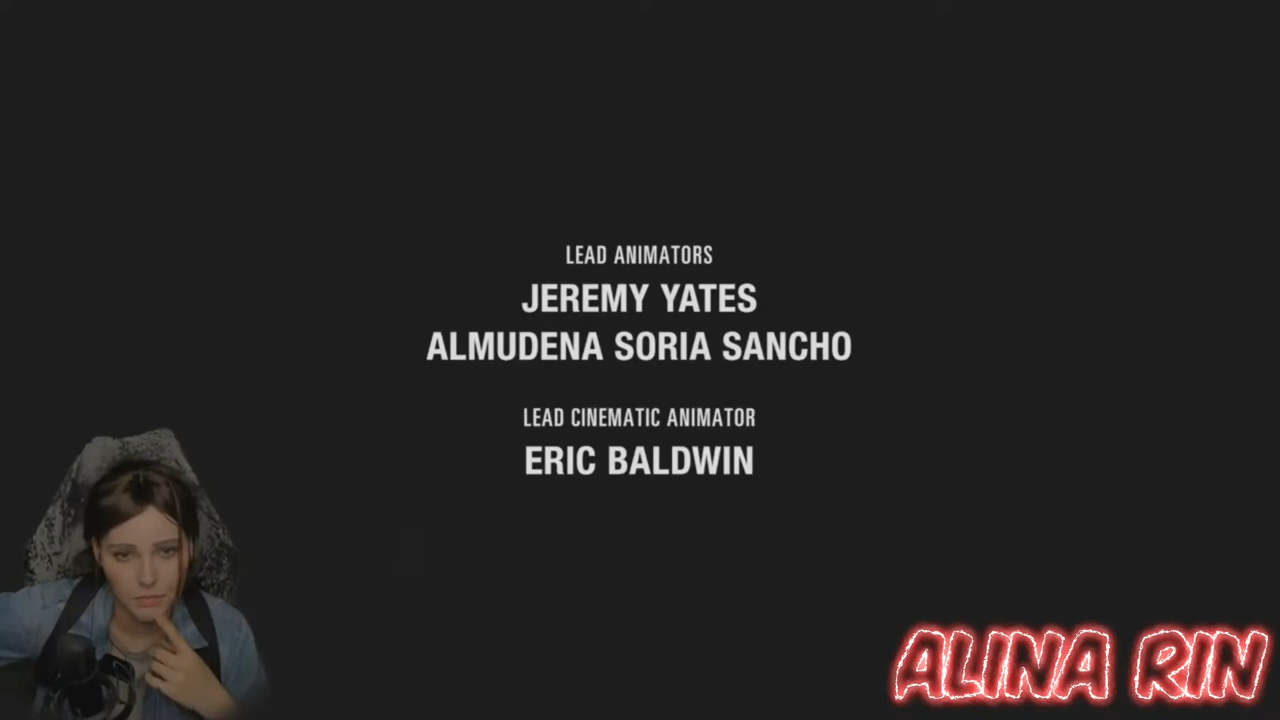 LEAD ANIMATORS
JEREMY YATES
ALMUDENA SORIA SANCHO
LEAD CINEMATIC ANIMATOR
ERIC BALDWIN
ALINA RIN